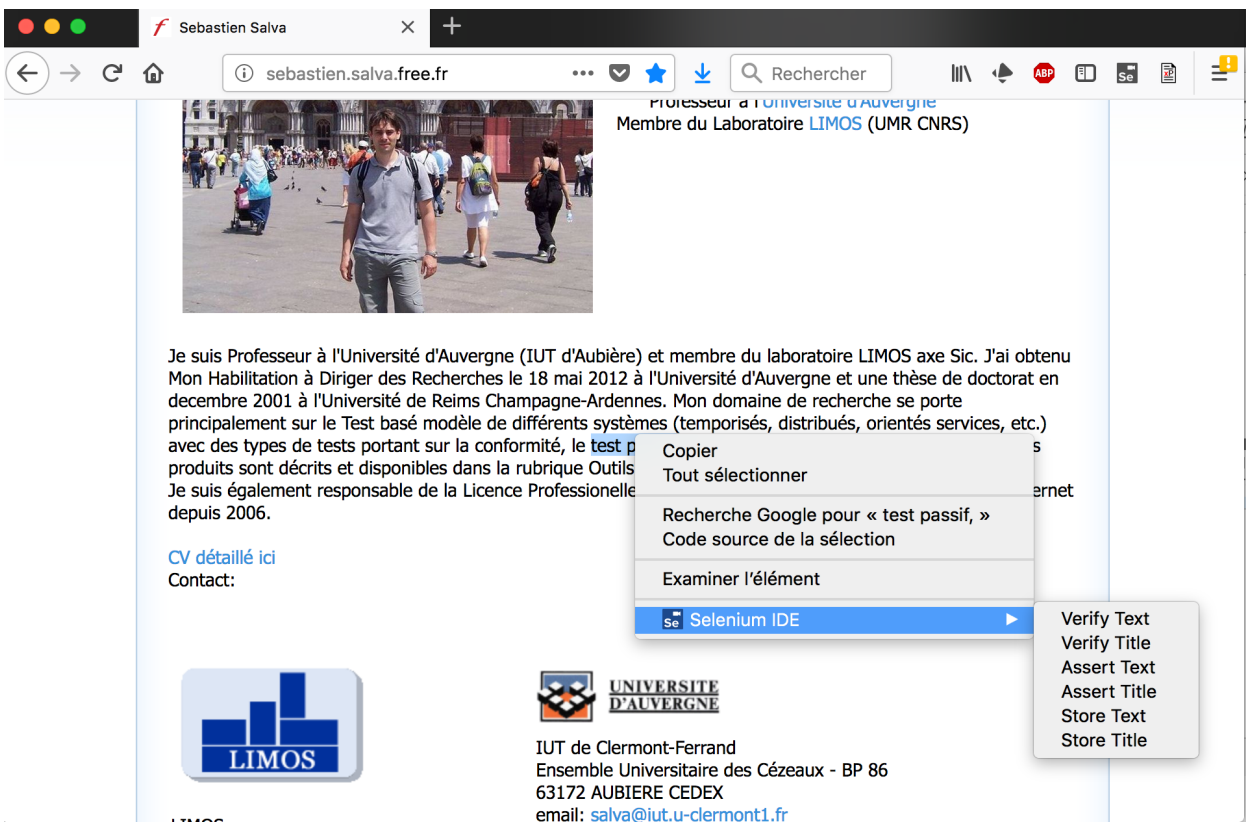 Sebastien Salva
sebastien.salva.free.fr
Rechercher
ABP
Se
Professeur à l'Université d'Auvergne
Membre du Laboratoire LIMOS (UMR CNRS)
Je suis Professeur à l'Université d'Auvergne (IUT d'Aubière) et membre du laboratoire LIMOS axe Sic. J'ai obtenu
Mon Habilitation à Diriger des Recherches le 18 mai 2012 à l'Université d'Auvergne et une thèse de doctorat en
decembre 2001 à l'Université de Reims Champagne-Ardennes. Mon domaine de recherche se porte
principalement sur le Test basé modèle de différents systèmes (temporisés, distribués, orientés services, etc.)
avec des types de tests portant sur la conformité, le test p
produits sont décrits et disponibles dans la rubrique Outils
Je suis également responsable de la Licence Professionelle ernet
depuis 2006.
CV détaillé ici
Contact:
Copier
Tout sélectionner
Recherche Google pour « test passif, »
Code source de la sélection
Examiner l'élément
Se Selenium IDE
Verify Text
Verify Title
Assert Text
Assert Title
Store Text
Store Title
LIMOS
UNIVERSITE
D'AUVERGNE
IUT de Clermont-Ferrand
Ensemble Universitaire des Cézeaux - BP 86
63172 AUBIERE CEDEX
email: salva@iut.u-clermont1.fr
LIMOS